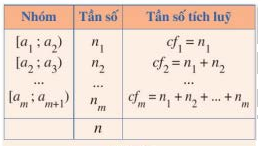 Nhóm Tần số Tần số tích luỹ
[a₁ ; a₂) n₁ cf₁ = n₁
[a₂ ; a₃) n₂ cf₂ = n₁ + n₂
... ... ...
[aₘ ; aₘ₊₁) nₘ cfₘ = n₁ + n₂ + ... + nₘ
n